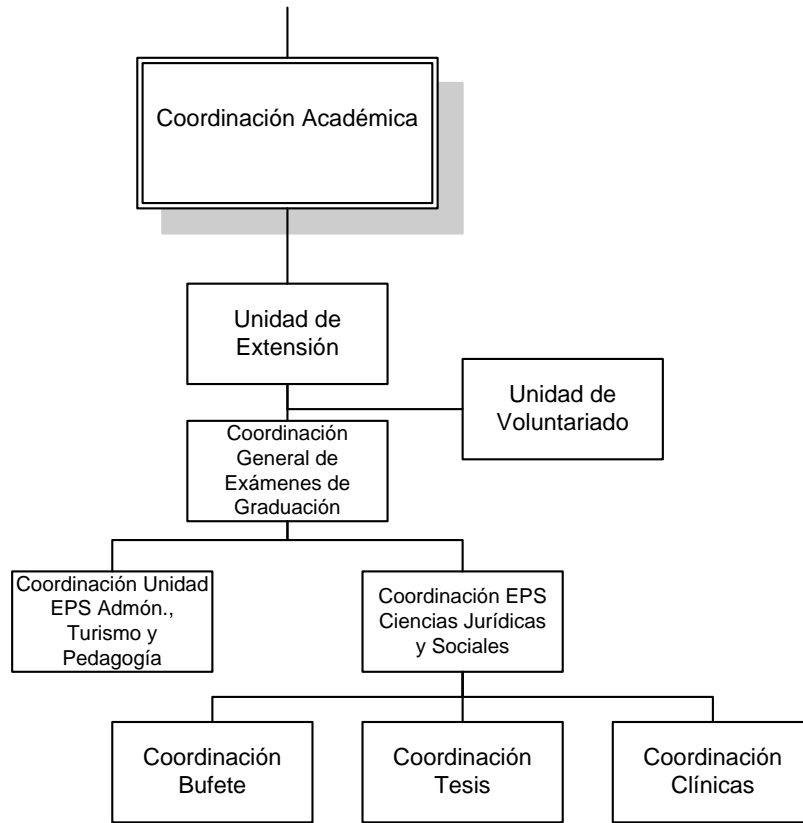 Coordinación Académica
Unidad de
Extensión
Unidad de
Voluntariado
Coordinación
General de
Exámenes de
Graduación
Coordinación Unidad
EPS Admón.,
Turismo y
Pedagogía
Coordinación EPS
Ciencias Jurídicas
y Sociales
Coordinación
Bufete
Coordinación
Tesis
Coordinación
Clínicas